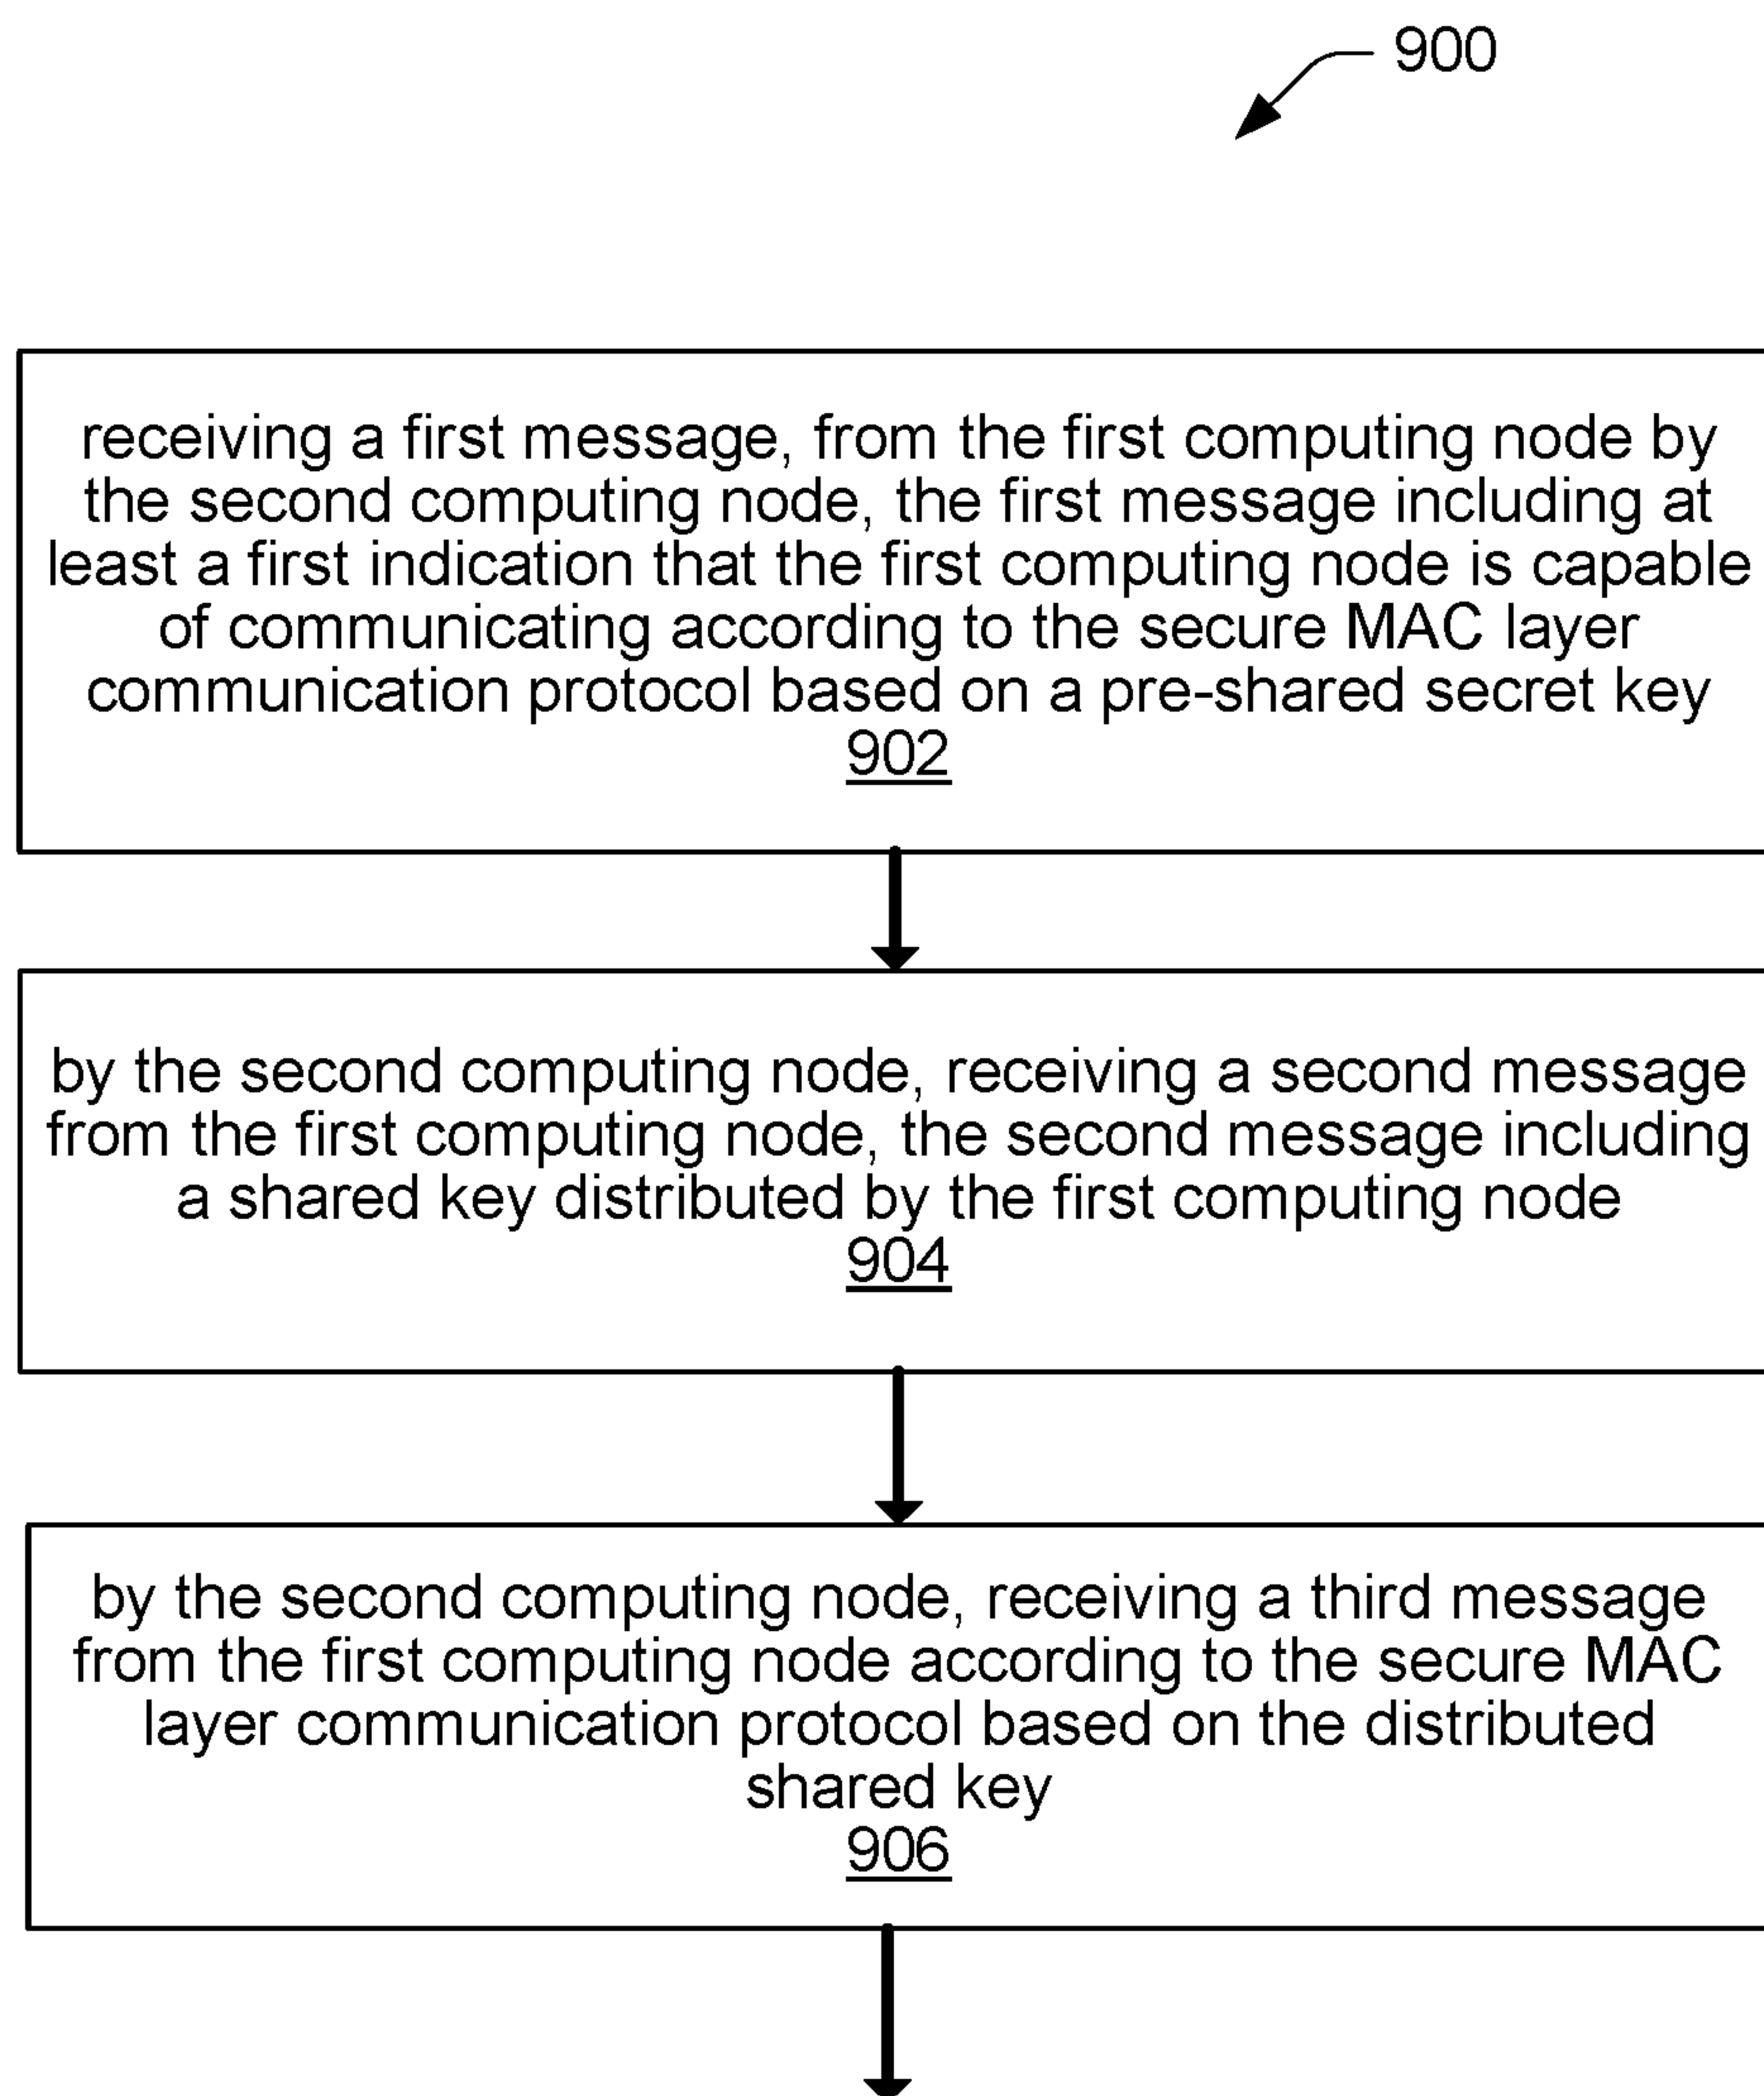 900
receiving a first message, from the first computing node by
the second computing node, the first message including at
least a first indication that the first computing node is capable
of communicating according to the secure MAC layer
communication protocol based on a pre-shared secret key
902
by the second computing node, receiving a second message
from the first computing node, the second message including
a shared key distributed by the first computing node
904
by the second computing node, receiving a third message
from the first computing node according to the secure MAC
layer communication protocol based on the distributed
shared key
906